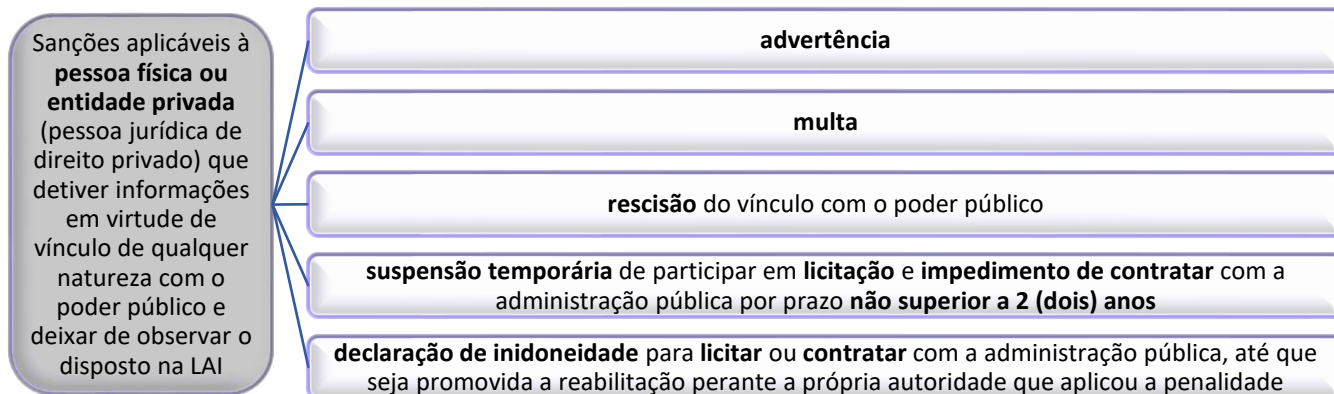 Sanções aplicáveis à
pessoa física ou
entidade privada
(pessoa jurídica de
direito privado) que
detiver informações
em virtude de
vínculo de qualquer
natureza com o
poder público e
deixar de observar o
disposto na LAI
advertência
multa
rescisão do vínculo com o poder público
suspensão temporária de participar em licitação e impedimento de contratar com a
administração pública por prazo não superior a 2 (dois) anos
declaração de inidoneidade para licitar ou contratar com a administração pública, até que
seja promovida a reabilitação perante a própria autoridade que aplicou a penalidade